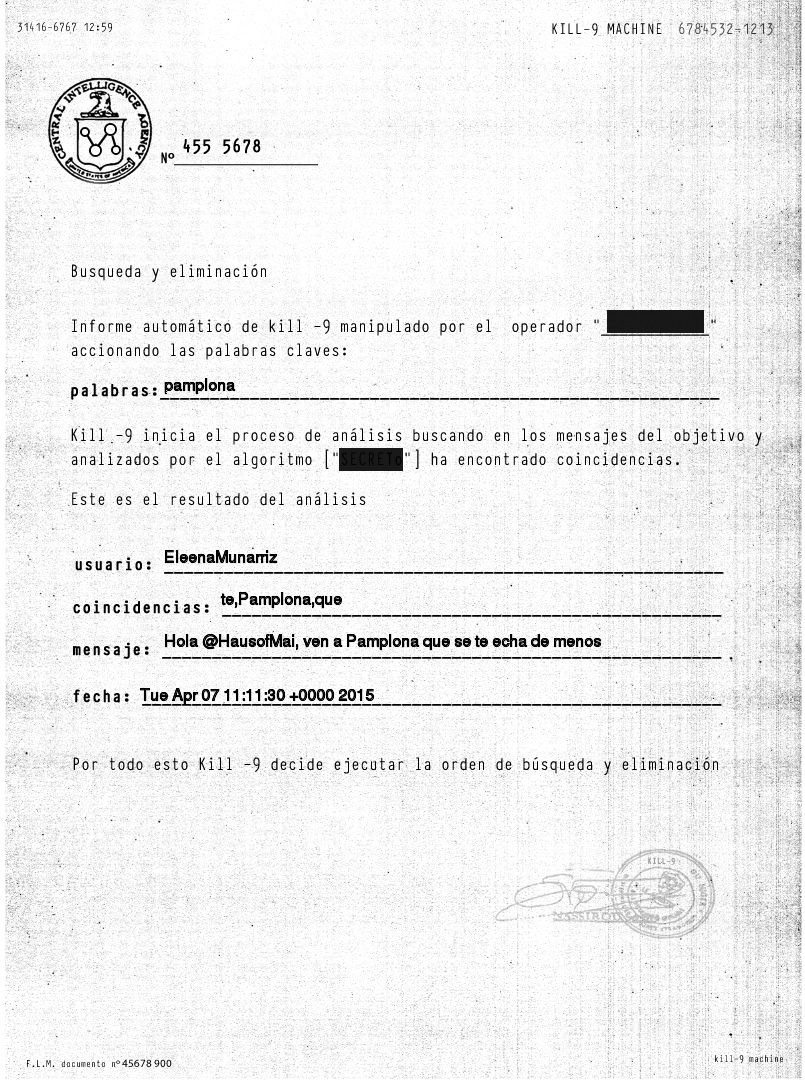 31416-6767 12:59
KILL-9 MACHINE 6784532-1213
CENTRAL INTELLIGENCE AGENCY
UNITED STATES OF AMERICA
Nº 455 5678
Busqueda y eliminación
Informe automático de kill -9 manipulado por el operador " "
accionando las palabras claves:
palabras: pamplona
Kill -9 inicia el proceso de análisis buscando en los mensajes del objetivo y
analizados por el algoritmo ["SECRETo"] ha encontrado coincidencias.
Este es el resultado del análisis
usuario: EleenaMunarriz
coincidencias: te,Pamplona,que
mensaje: Hola @HausofMai, ven a Pamplona que se te echa de menos
fecha: Tue Apr 07 11:11:30 +0000 2015
Por todo esto Kill -9 decide ejecutar la orden de búsqueda y eliminación
KILL-9
F.L.M. documento nº 45678 900
kill-9 machine